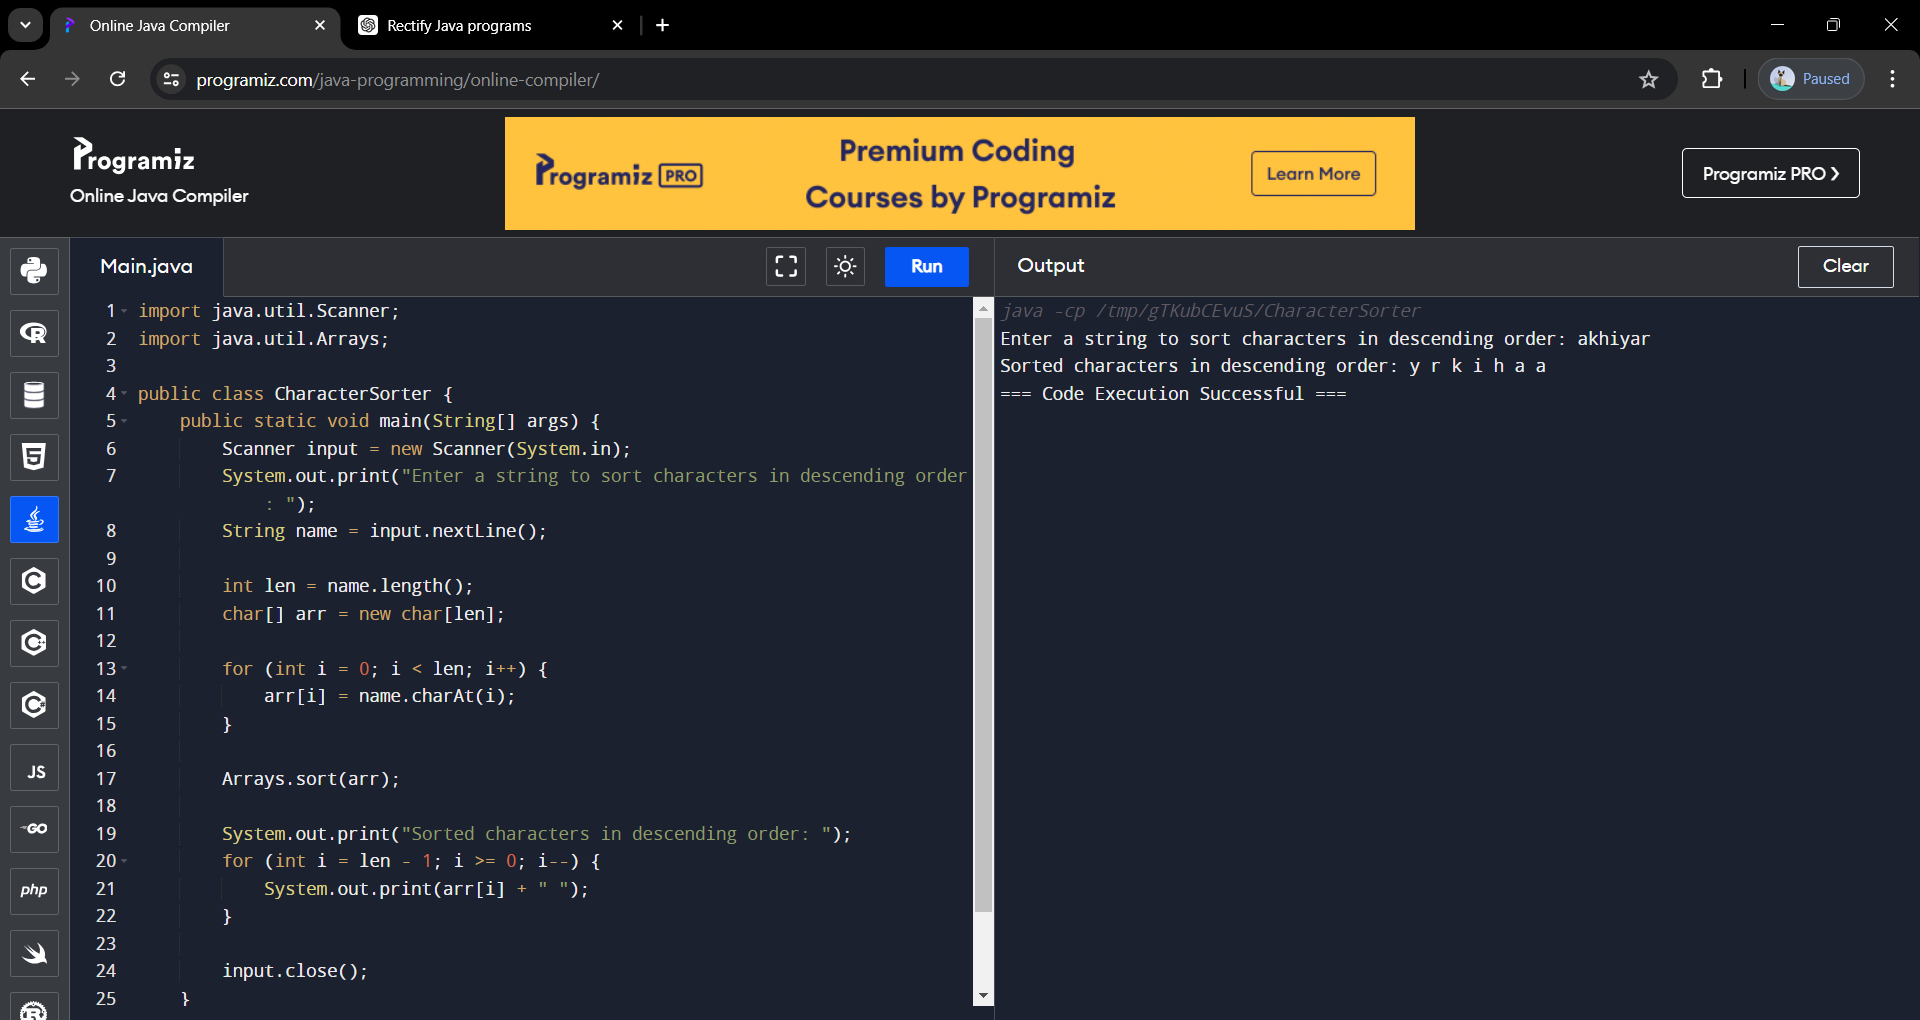 Online Java Compiler
Rectify Java programs
programiz.com/java-programming/online-compiler/
Paused
Programiz
Online Java Compiler
Programiz PRO
Premium Coding
Courses by Programiz
Learn More
Programiz PRO ❯
Main.java
Run
Output
Clear
1 import java.util.Scanner;
2 import java.util.Arrays;
3
4 public class CharacterSorter {
5     public static void main(String[] args) {
6         Scanner input = new Scanner(System.in);
7         System.out.print("Enter a string to sort characters in descending order
: ");
8         String name = input.nextLine();
9
10         int len = name.length();
11         char[] arr = new char[len];
12
13         for (int i = 0; i < len; i++) {
14             arr[i] = name.charAt(i);
15         }
16
17         Arrays.sort(arr);
18
19         System.out.print("Sorted characters in descending order: ");
20         for (int i = len - 1; i >= 0; i--) {
21             System.out.print(arr[i] + " ");
22         }
23
24         input.close();
25     }
java -cp /tmp/gTKubCEvuS/CharacterSorter
Enter a string to sort characters in descending order: akhiyar
Sorted characters in descending order: y r k i h a a
=== Code Execution Successful ===
R
5
C
C
C
JS
GO
php
R